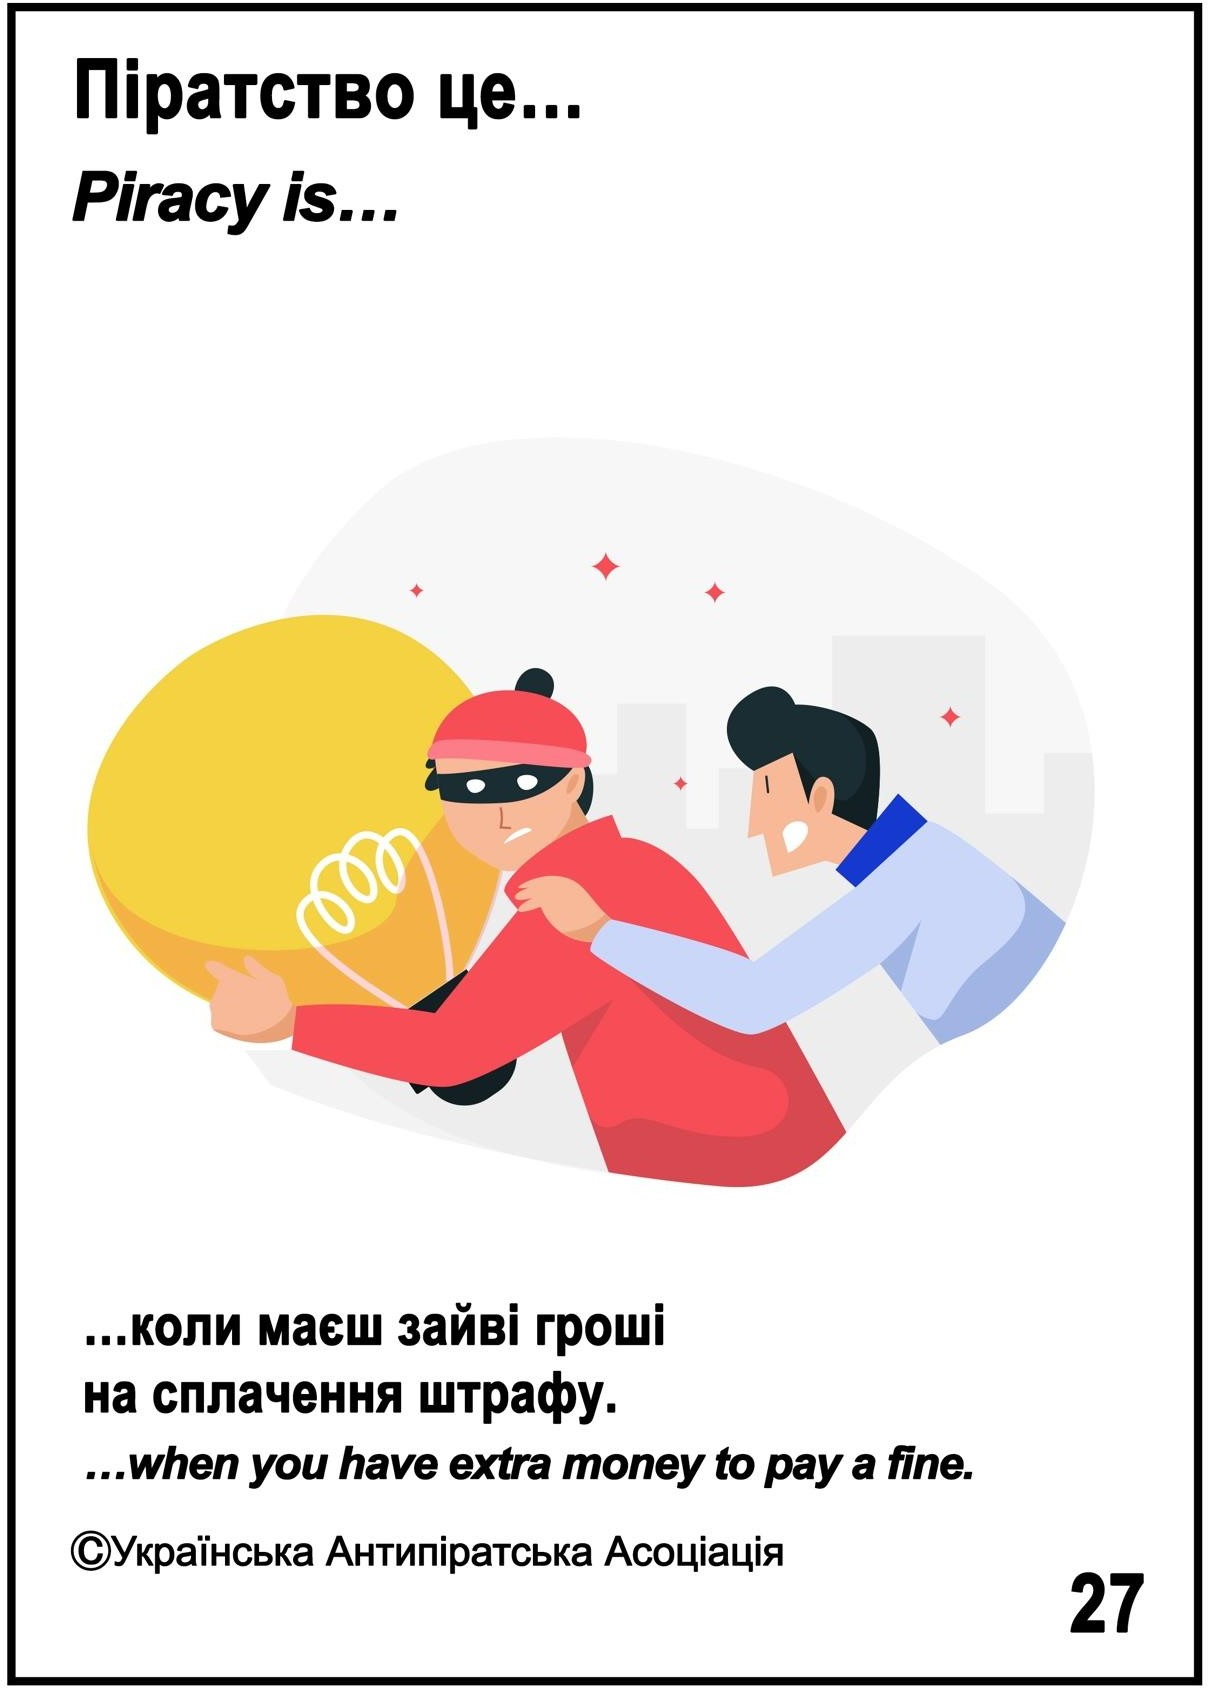 Піратство це...
Piracy is...
...коли маєш зайві гроші
на сплачення штрафу.
...when you have extra money to pay a fine.
©Українська Антипіратська Асоціація
27